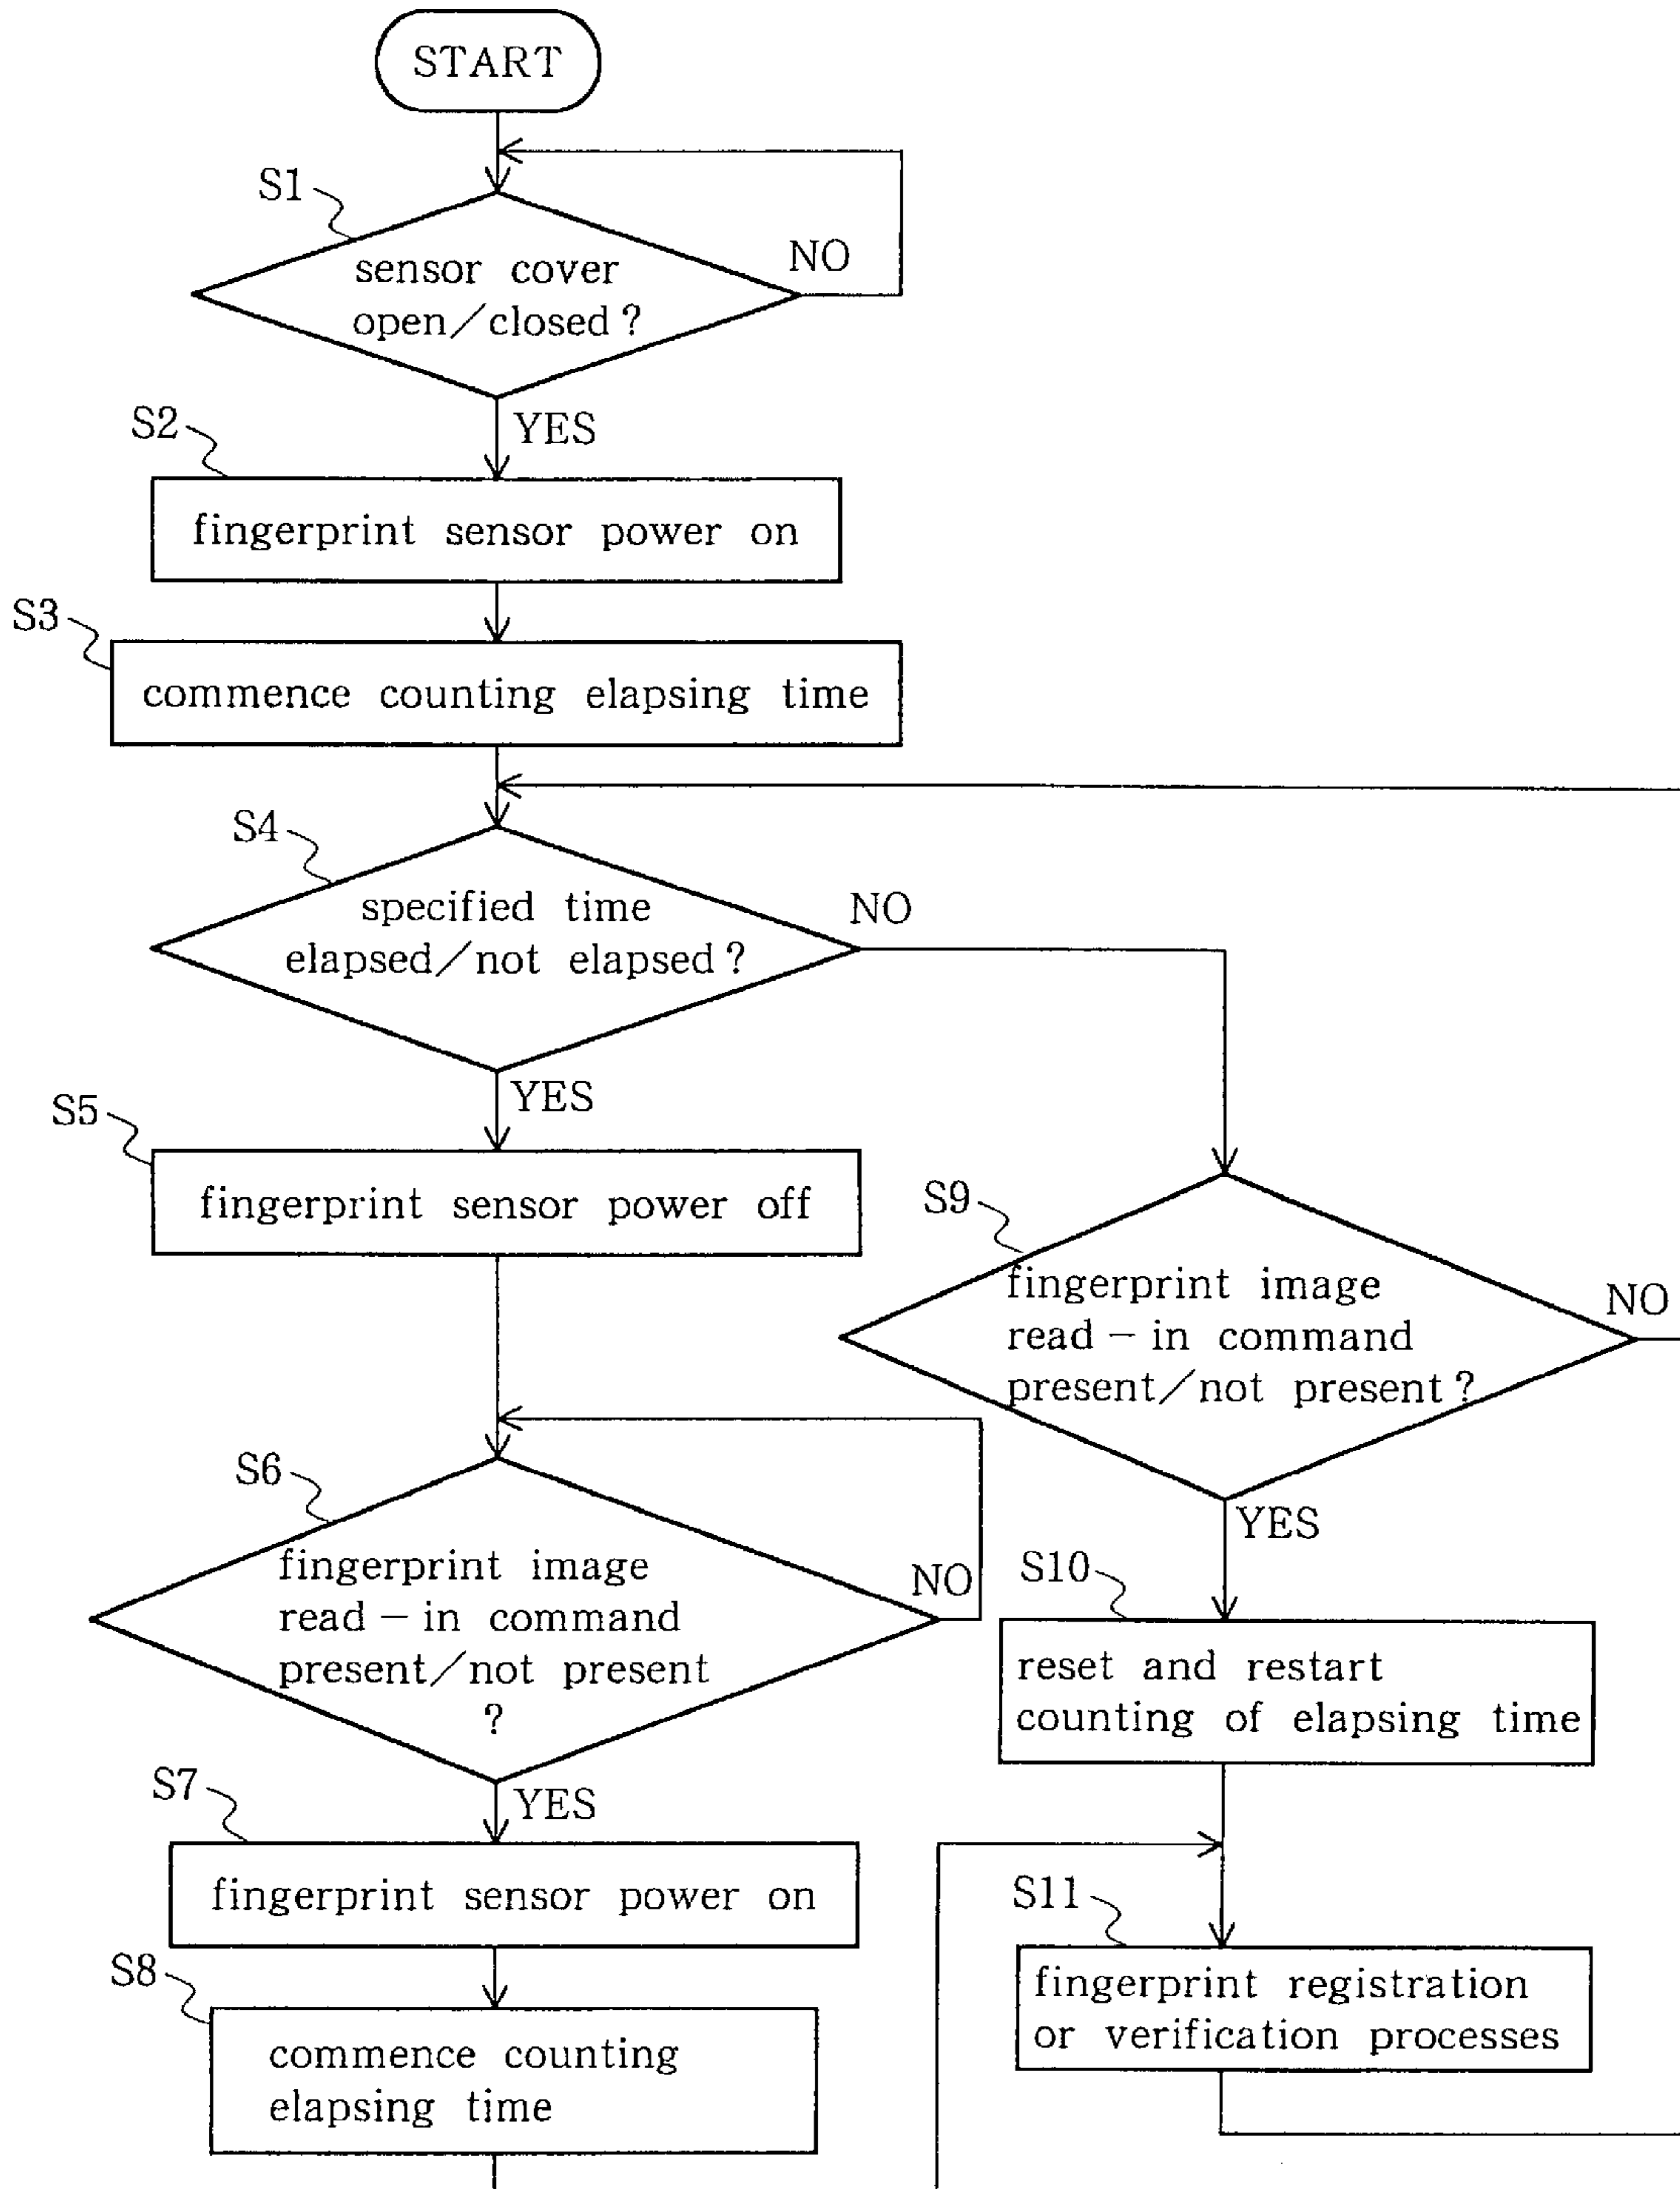 START
S1
sensor cover
open/closed?
NO
YES
S2
fingerprint sensor power on
S3
commence counting elapsing time
S4
specified time
elapsed/not elapsed?
NO
YES
S5
fingerprint sensor power off
S9
fingerprint image
read-in command
present/not present?
NO
YES
S6
fingerprint image
read-in command
present/not present
?
NO
YES
S10
reset and restart
counting of elapsing time
S7
fingerprint sensor power on
S11
fingerprint registration
or verification processes
S8
commence counting
elapsing time